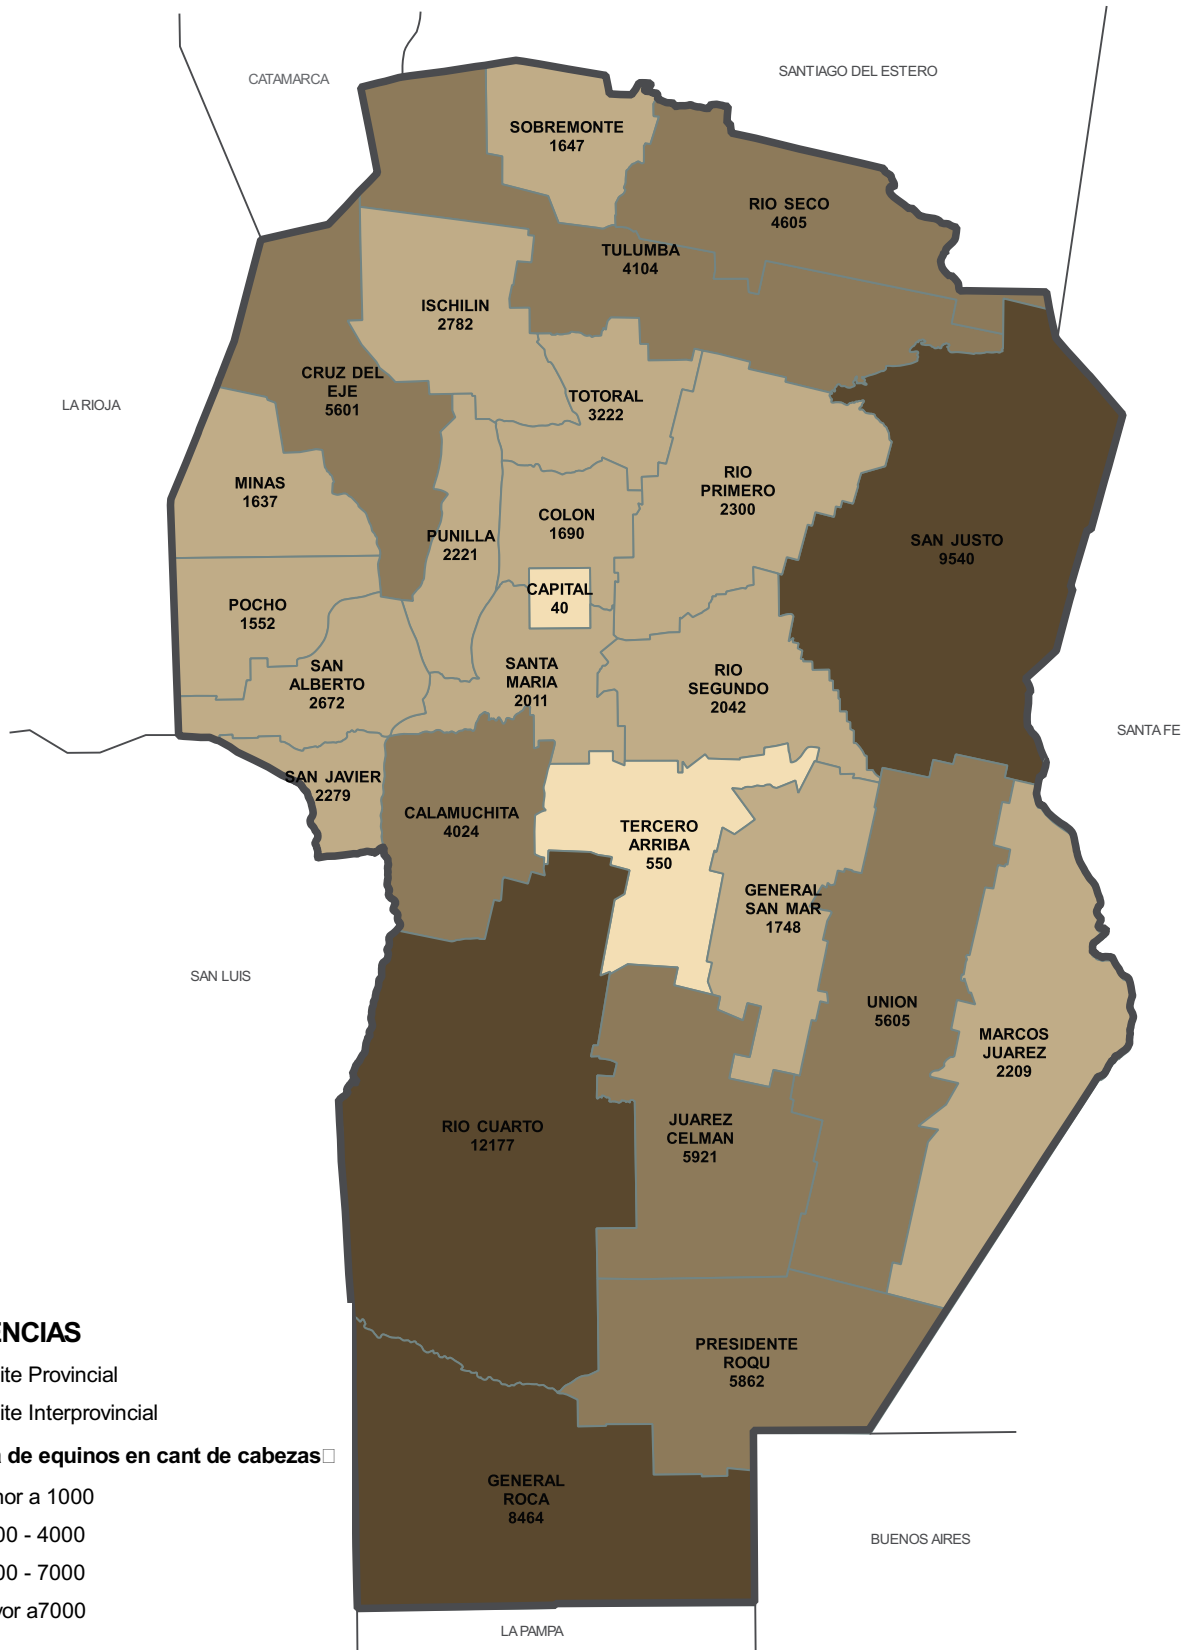 CATAMARCA
SANTIAGO DEL ESTERO
SOBREMONTE
1647
RIO SECO
4605
TULUMBA
4104
ISCHILIN
2782
CRUZ DEL
EJE
5601
TOTORAL
3222
LA RIOJA
MINAS
1637
RIO
PRIMERO
2300
COLON
1690
PUNILLA
2221
SAN JUSTO
9540
CAPITAL
40
POCHO
1552
SAN
ALBERTO
2672
SANTA
MARIA
2011
RIO
SEGUNDO
2042
SANTA FE
SAN JAVIER
2279
CALAMUCHITA
4024
TERCERO
ARRIBA
550
GENERAL
SAN MAR
1748
SAN LUIS
UNION
5605
MARCOS
JUAREZ
2209
RIO CUARTO
12177
JUAREZ
CELMAN
5921
PRESIDENTE
ROQU
5862
GENERAL
ROCA
8464
BUENOS AIRES
LA PAMPA
ENCIAS
ite Provincial
ite Interprovincial
a de equinos en cant de cabezas
nor a 1000
00 - 4000
00 - 7000
yor a7000